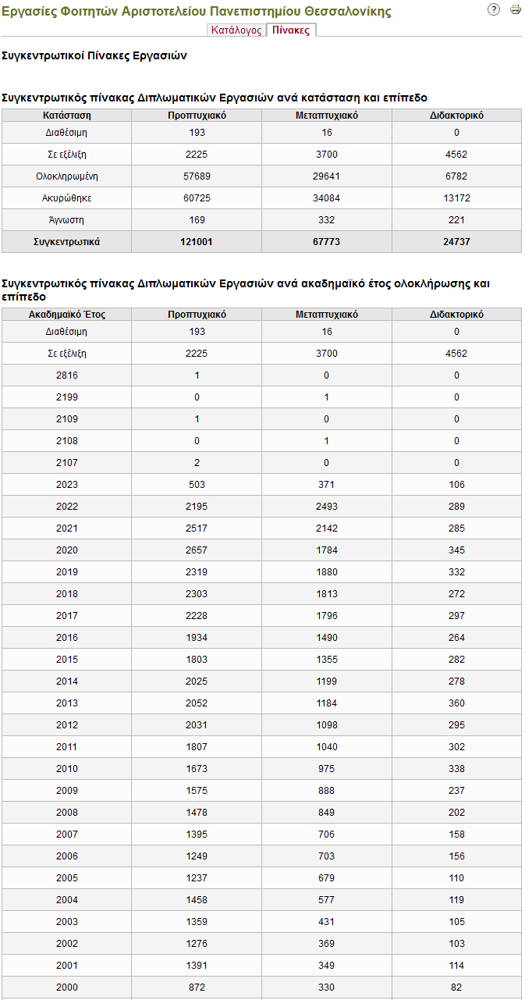 Εργασίες Φοιτητών Αριστοτελείου Πανεπιστημίου Θεσσαλονίκης ?
Κατάλογος Πίνακες
Συγκεντρωτικοί Πίνακες Εργασιών
Συγκεντρωτικός πίνακας Διπλωματικών Εργασιών ανά κατάσταση και επίπεδο
Κατάσταση Προπτυχιακό Μεταπτυχιακό Διδακτορικό
Διαθέσιμη 193 16 0
Σε εξέλιξη 2225 3700 4562
Ολοκληρωμένη 57689 29641 6782
Ακυρώθηκε 60725 34084 13172
Άγνωστη 169 332 221
Συγκεντρωτικά 121001 67773 24737
Συγκεντρωτικός πίνακας Διπλωματικών Εργασιών ανά ακαδημαϊκό έτος ολοκλήρωσης και
επίπεδο
Ακαδημαϊκό Έτος Προπτυχιακό Μεταπτυχιακό Διδακτορικό
Διαθέσιμη 193 16 0
Σε εξέλιξη 2225 3700 4562
2816 1 0 0
2199 0 1 0
2109 1 0 0
2108 0 1 0
2107 2 0 0
2023 503 371 106
2022 2195 2493 289
2021 2517 2142 285
2020 2657 1784 345
2019 2319 1880 332
2018 2303 1813 272
2017 2228 1796 297
2016 1934 1490 264
2015 1803 1355 282
2014 2025 1199 278
2013 2052 1184 360
2012 2031 1098 295
2011 1807 1040 302
2010 1673 975 338
2009 1575 888 237
2008 1478 849 202
2007 1395 706 158
2006 1249 703 156
2005 1237 679 110
2004 1458 577 119
2003 1359 431 105
2002 1276 369 103
2001 1391 349 114
2000 872 330 82